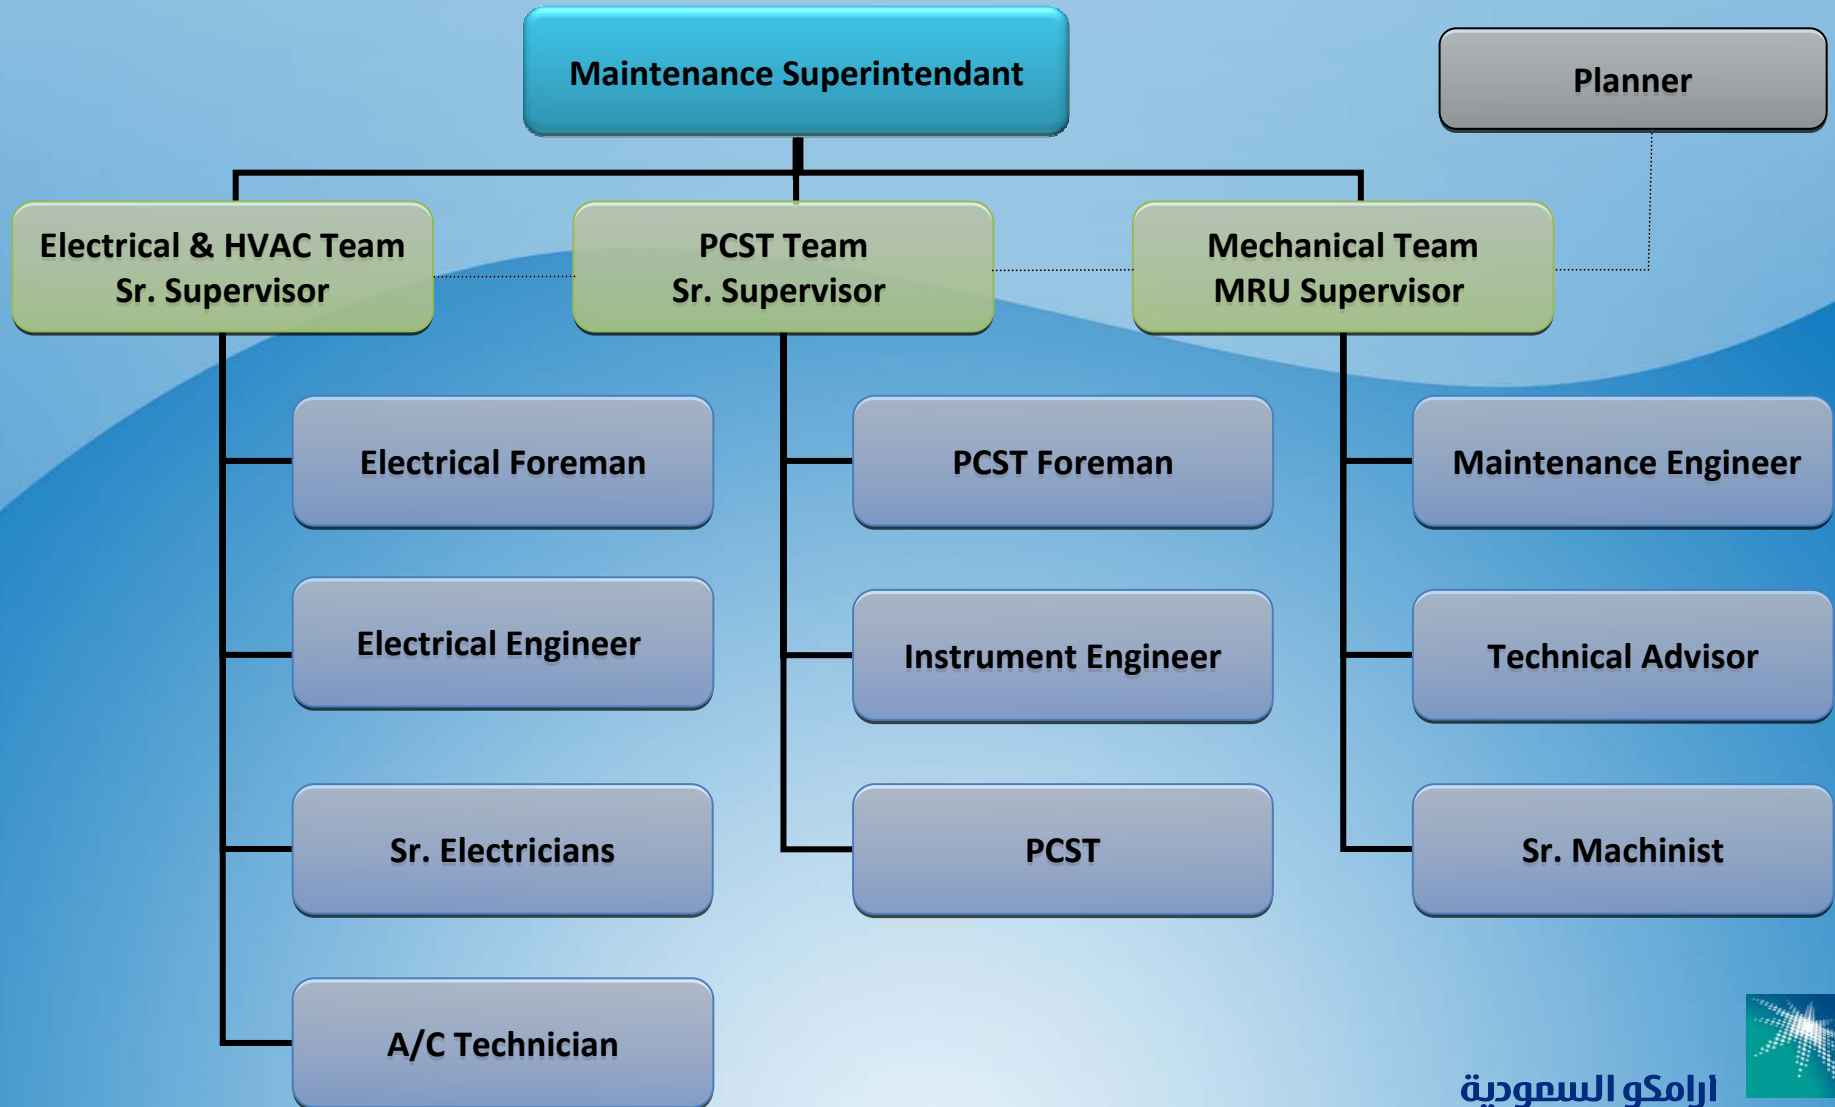 Maintenance Superintendant
Planner
Electrical & HVAC Team
Sr. Supervisor
PCST Team
Sr. Supervisor
Mechanical Team
MRU Supervisor
Electrical Foreman
PCST Foreman
Maintenance Engineer
Electrical Engineer
Instrument Engineer
Technical Advisor
Sr. Electricians
PCST
Sr. Machinist
A/C Technician
أرامكو السعودية